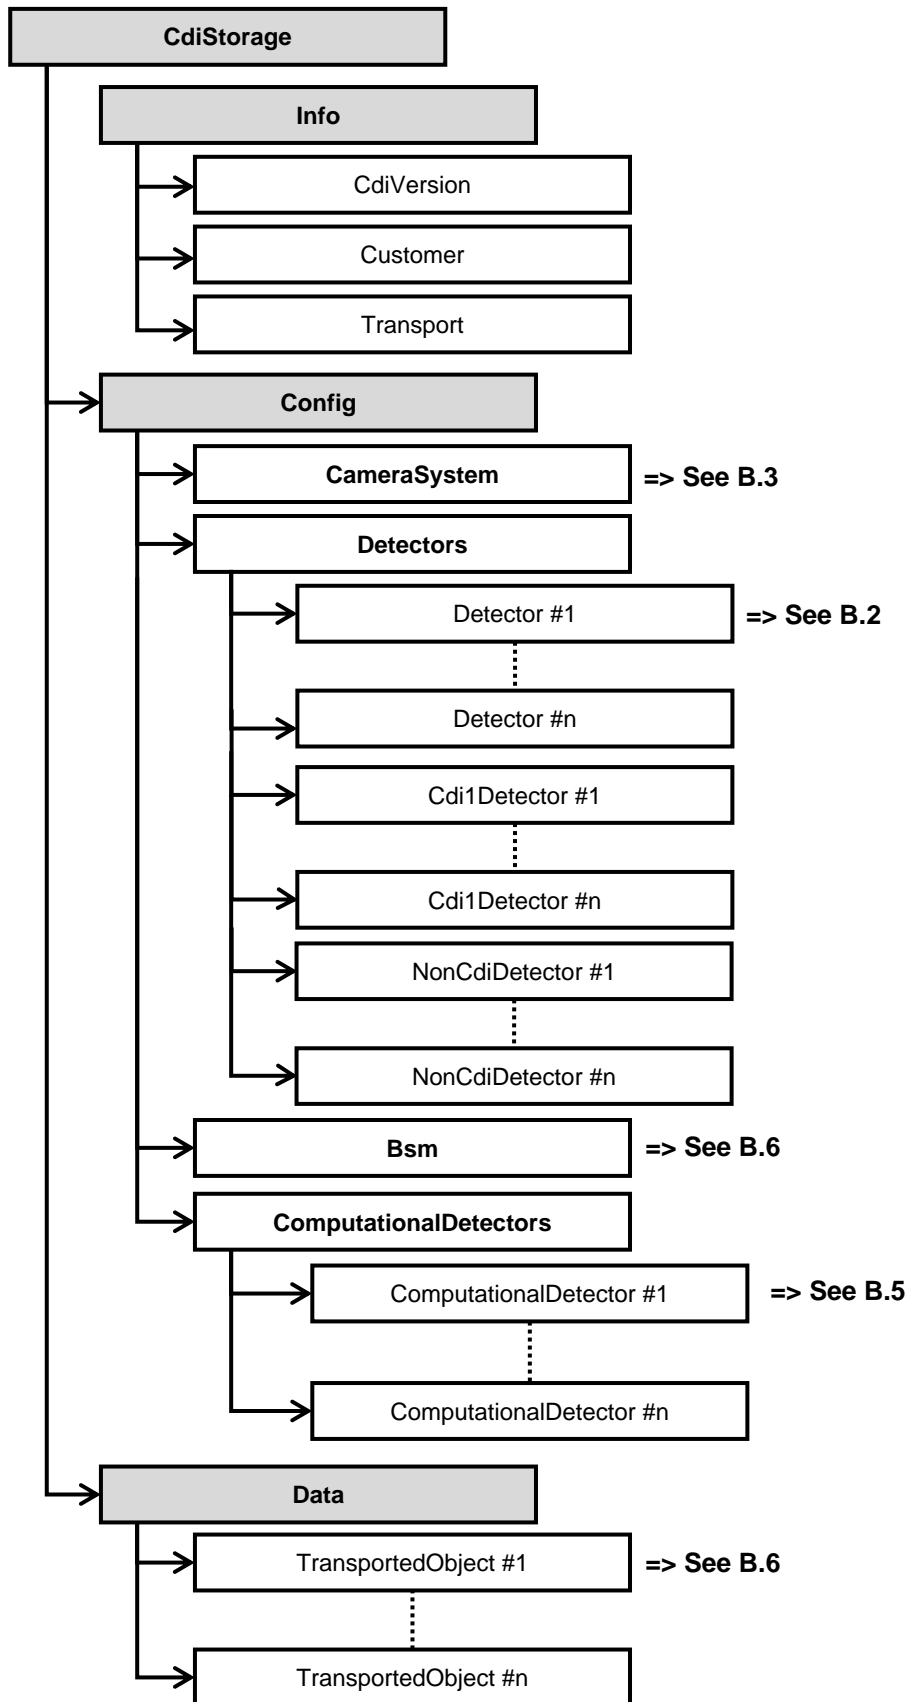 CdiStorage
Info
CdiVersion
Customer
Transport
Config
CameraSystem => See B.3
Detectors
Detector #1 => See B.2
Detector #n
Cdi1Detector #1
Cdi1Detector #n
NonCdiDetector #1
NonCdiDetector #n
Bsm => See B.6
ComputationalDetectors
ComputationalDetector #1 => See B.5
ComputationalDetector #n
Data
TransportedObject #1 => See B.6
TransportedObject #n